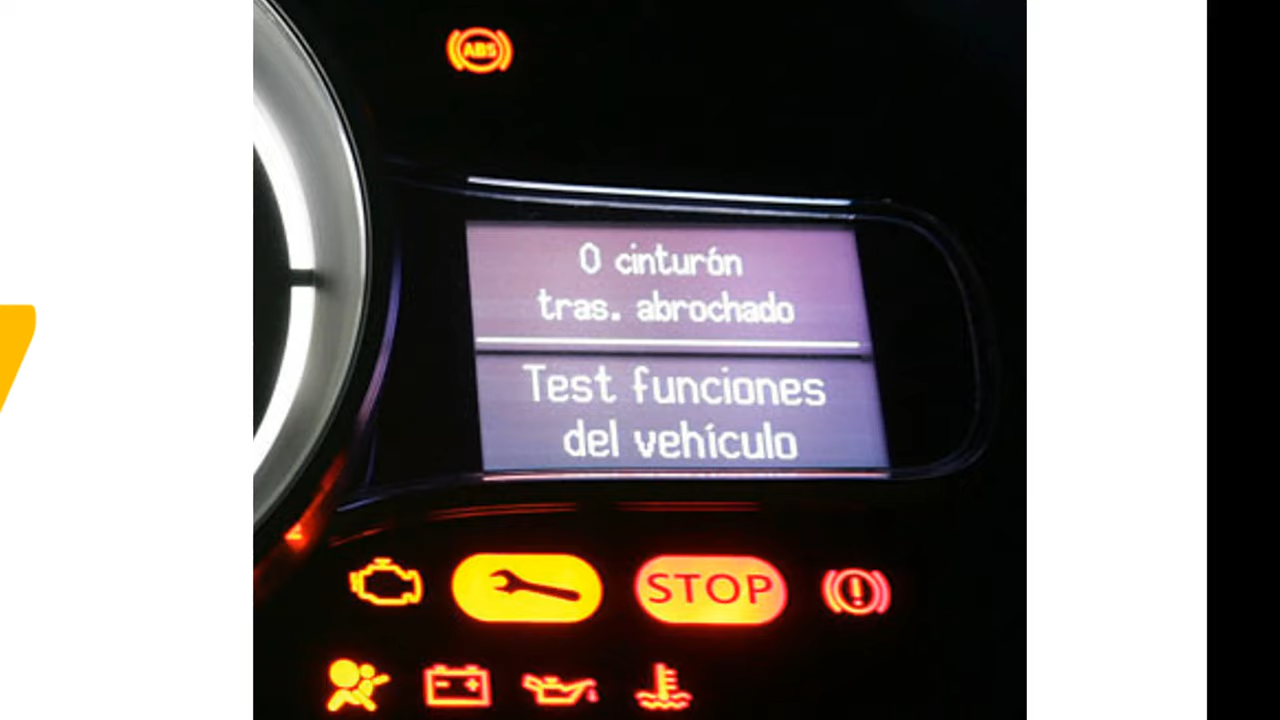 ABS
0 cinturón
tras. abrochado
Test funciones
del vehículo
STOP